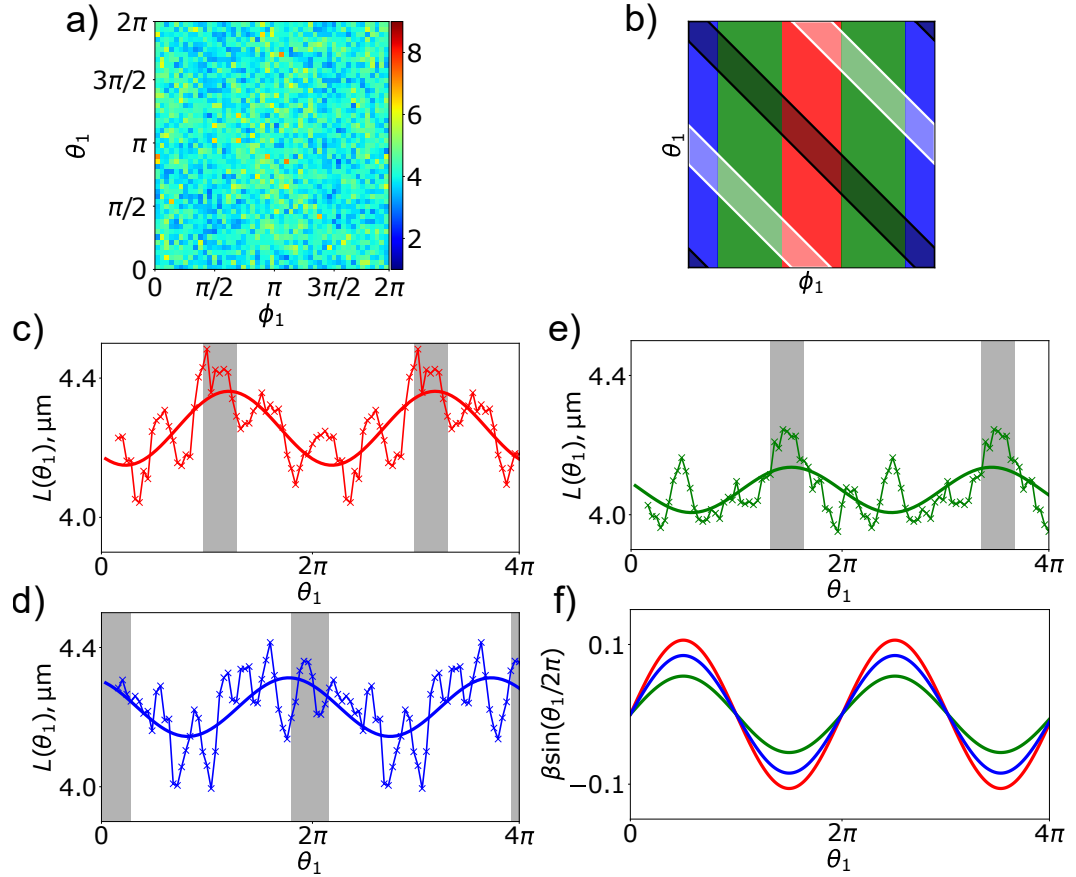 a)
2π
3π/2
π
π/2
0
θ₁
0
π/2
π
3π/2
2π
ϕ₁
8
6
4
2
b)
θ₁
ϕ₁
c)
4.4
4.0
L(θ₁), μm
0
2π
4π
θ₁
e)
4.4
4.0
L(θ₁), μm
0
2π
4π
θ₁
d)
4.4
4.0
L(θ₁), μm
0
2π
4π
θ₁
f)
0.1
−0.1
βsin(θ₁/2π)
0
2π
4π
θ₁